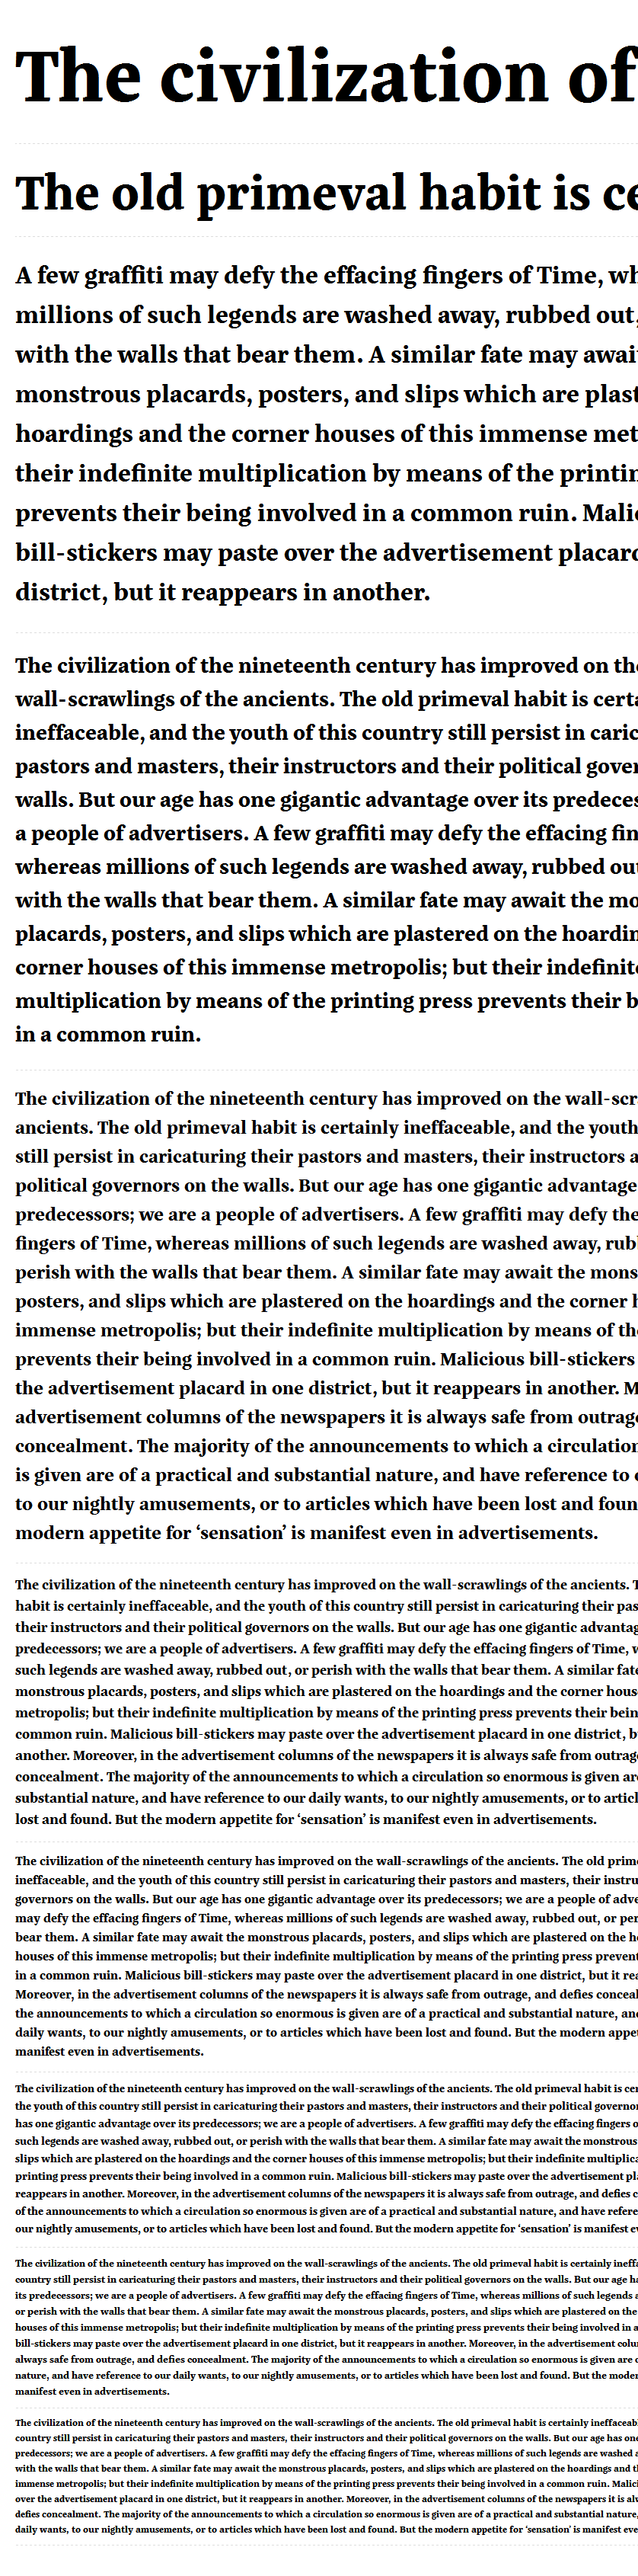 The civilization of
The old primeval habit is ce
A few graffiti may defy the effacing fingers of Time, wh
millions of such legends are washed away, rubbed out,
with the walls that bear them. A similar fate may await
monstrous placards, posters, and slips which are plast
hoardings and the corner houses of this immense met
their indefinite multiplication by means of the printin
prevents their being involved in a common ruin. Malic
bill-stickers may paste over the advertisement placard
district, but it reappears in another.
The civilization of the nineteenth century has improved on the
wall-scrawlings of the ancients. The old primeval habit is certa
ineffaceable, and the youth of this country still persist in caric
pastors and masters, their instructors and their political gover
walls. But our age has one gigantic advantage over its predeces
a people of advertisers. A few graffiti may defy the effacing fin
whereas millions of such legends are washed away, rubbed out
with the walls that bear them. A similar fate may await the mo
placards, posters, and slips which are plastered on the hoardin
corner houses of this immense metropolis; but their indefinite
multiplication by means of the printing press prevents their b
in a common ruin.
The civilization of the nineteenth century has improved on the wall-scr
ancients. The old primeval habit is certainly ineffaceable, and the youth
still persist in caricaturing their pastors and masters, their instructors a
political governors on the walls. But our age has one gigantic advantage
predecessors; we are a people of advertisers. A few graffiti may defy the
fingers of Time, whereas millions of such legends are washed away, rub
perish with the walls that bear them. A similar fate may await the mons
posters, and slips which are plastered on the hoardings and the corner h
immense metropolis; but their indefinite multiplication by means of the
prevents their being involved in a common ruin. Malicious bill-stickers
the advertisement placard in one district, but it reappears in another. M
advertisement columns of the newspapers it is always safe from outrage
concealment. The majority of the announcements to which a circulation
is given are of a practical and substantial nature, and have reference to
to our nightly amusements, or to articles which have been lost and foun
modern appetite for ‘sensation’ is manifest even in advertisements.
The civilization of the nineteenth century has improved on the wall-scrawlings of the ancients. T
habit is certainly ineffaceable, and the youth of this country still persist in caricaturing their pas
their instructors and their political governors on the walls. But our age has one gigantic advantag
predecessors; we are a people of advertisers. A few graffiti may defy the effacing fingers of Time, w
such legends are washed away, rubbed out, or perish with the walls that bear them. A similar fate
monstrous placards, posters, and slips which are plastered on the hoardings and the corner hous
metropolis; but their indefinite multiplication by means of the printing press prevents their bein
common ruin. Malicious bill-stickers may paste over the advertisement placard in one district, b
another. Moreover, in the advertisement columns of the newspapers it is always safe from outrag
concealment. The majority of the announcements to which a circulation so enormous is given are
substantial nature, and have reference to our daily wants, to our nightly amusements, or to articl
lost and found. But the modern appetite for ‘sensation’ is manifest even in advertisements.
The civilization of the nineteenth century has improved on the wall-scrawlings of the ancients. The old prime
ineffaceable, and the youth of this country still persist in caricaturing their pastors and masters, their instru
governors on the walls. But our age has one gigantic advantage over its predecessors; we are a people of adve
may defy the effacing fingers of Time, whereas millions of such legends are washed away, rubbed out, or per
bear them. A similar fate may await the monstrous placards, posters, and slips which are plastered on the ho
houses of this immense metropolis; but their indefinite multiplication by means of the printing press prevent
in a common ruin. Malicious bill-stickers may paste over the advertisement placard in one district, but it rea
Moreover, in the advertisement columns of the newspapers it is always safe from outrage, and defies conceal
the announcements to which a circulation so enormous is given are of a practical and substantial nature, and
daily wants, to our nightly amusements, or to articles which have been lost and found. But the modern appet
manifest even in advertisements.
The civilization of the nineteenth century has improved on the wall-scrawlings of the ancients. The old primeval habit is cer
the youth of this country still persist in caricaturing their pastors and masters, their instructors and their political governor
has one gigantic advantage over its predecessors; we are a people of advertisers. A few graffiti may defy the effacing fingers o
such legends are washed away, rubbed out, or perish with the walls that bear them. A similar fate may await the monstrous
slips which are plastered on the hoardings and the corner houses of this immense metropolis; but their indefinite multiplica
printing press prevents their being involved in a common ruin. Malicious bill-stickers may paste over the advertisement pla
reappears in another. Moreover, in the advertisement columns of the newspapers it is always safe from outrage, and defies c
of the announcements to which a circulation so enormous is given are of a practical and substantial nature, and have refere
our nightly amusements, or to articles which have been lost and found. But the modern appetite for ‘sensation’ is manifest ev
The civilization of the nineteenth century has improved on the wall-scrawlings of the ancients. The old primeval habit is certainly ineffa
country still persist in caricaturing their pastors and masters, their instructors and their political governors on the walls. But our age ha
its predecessors; we are a people of advertisers. A few graffiti may defy the effacing fingers of Time, whereas millions of such legends a
or perish with the walls that bear them. A similar fate may await the monstrous placards, posters, and slips which are plastered on the
houses of this immense metropolis; but their indefinite multiplication by means of the printing press prevents their being involved in a
bill-stickers may paste over the advertisement placard in one district, but it reappears in another. Moreover, in the advertisement colu
always safe from outrage, and defies concealment. The majority of the announcements to which a circulation so enormous is given are o
nature, and have reference to our daily wants, to our nightly amusements, or to articles which have been lost and found. But the moder
manifest even in advertisements.
The civilization of the nineteenth century has improved on the wall-scrawlings of the ancients. The old primeval habit is certainly ineffaceabl
country still persist in caricaturing their pastors and masters, their instructors and their political governors on the walls. But our age has one
predecessors; we are a people of advertisers. A few graffiti may defy the effacing fingers of Time, whereas millions of such legends are washed a
with the walls that bear them. A similar fate may await the monstrous placards, posters, and slips which are plastered on the hoardings and th
immense metropolis; but their indefinite multiplication by means of the printing press prevents their being involved in a common ruin. Malici
over the advertisement placard in one district, but it reappears in another. Moreover, in the advertisement columns of the newspapers it is alw
defies concealment. The majority of the announcements to which a circulation so enormous is given are of a practical and substantial nature,
daily wants, to our nightly amusements, or to articles which have been lost and found. But the modern appetite for ‘sensation’ is manifest eve